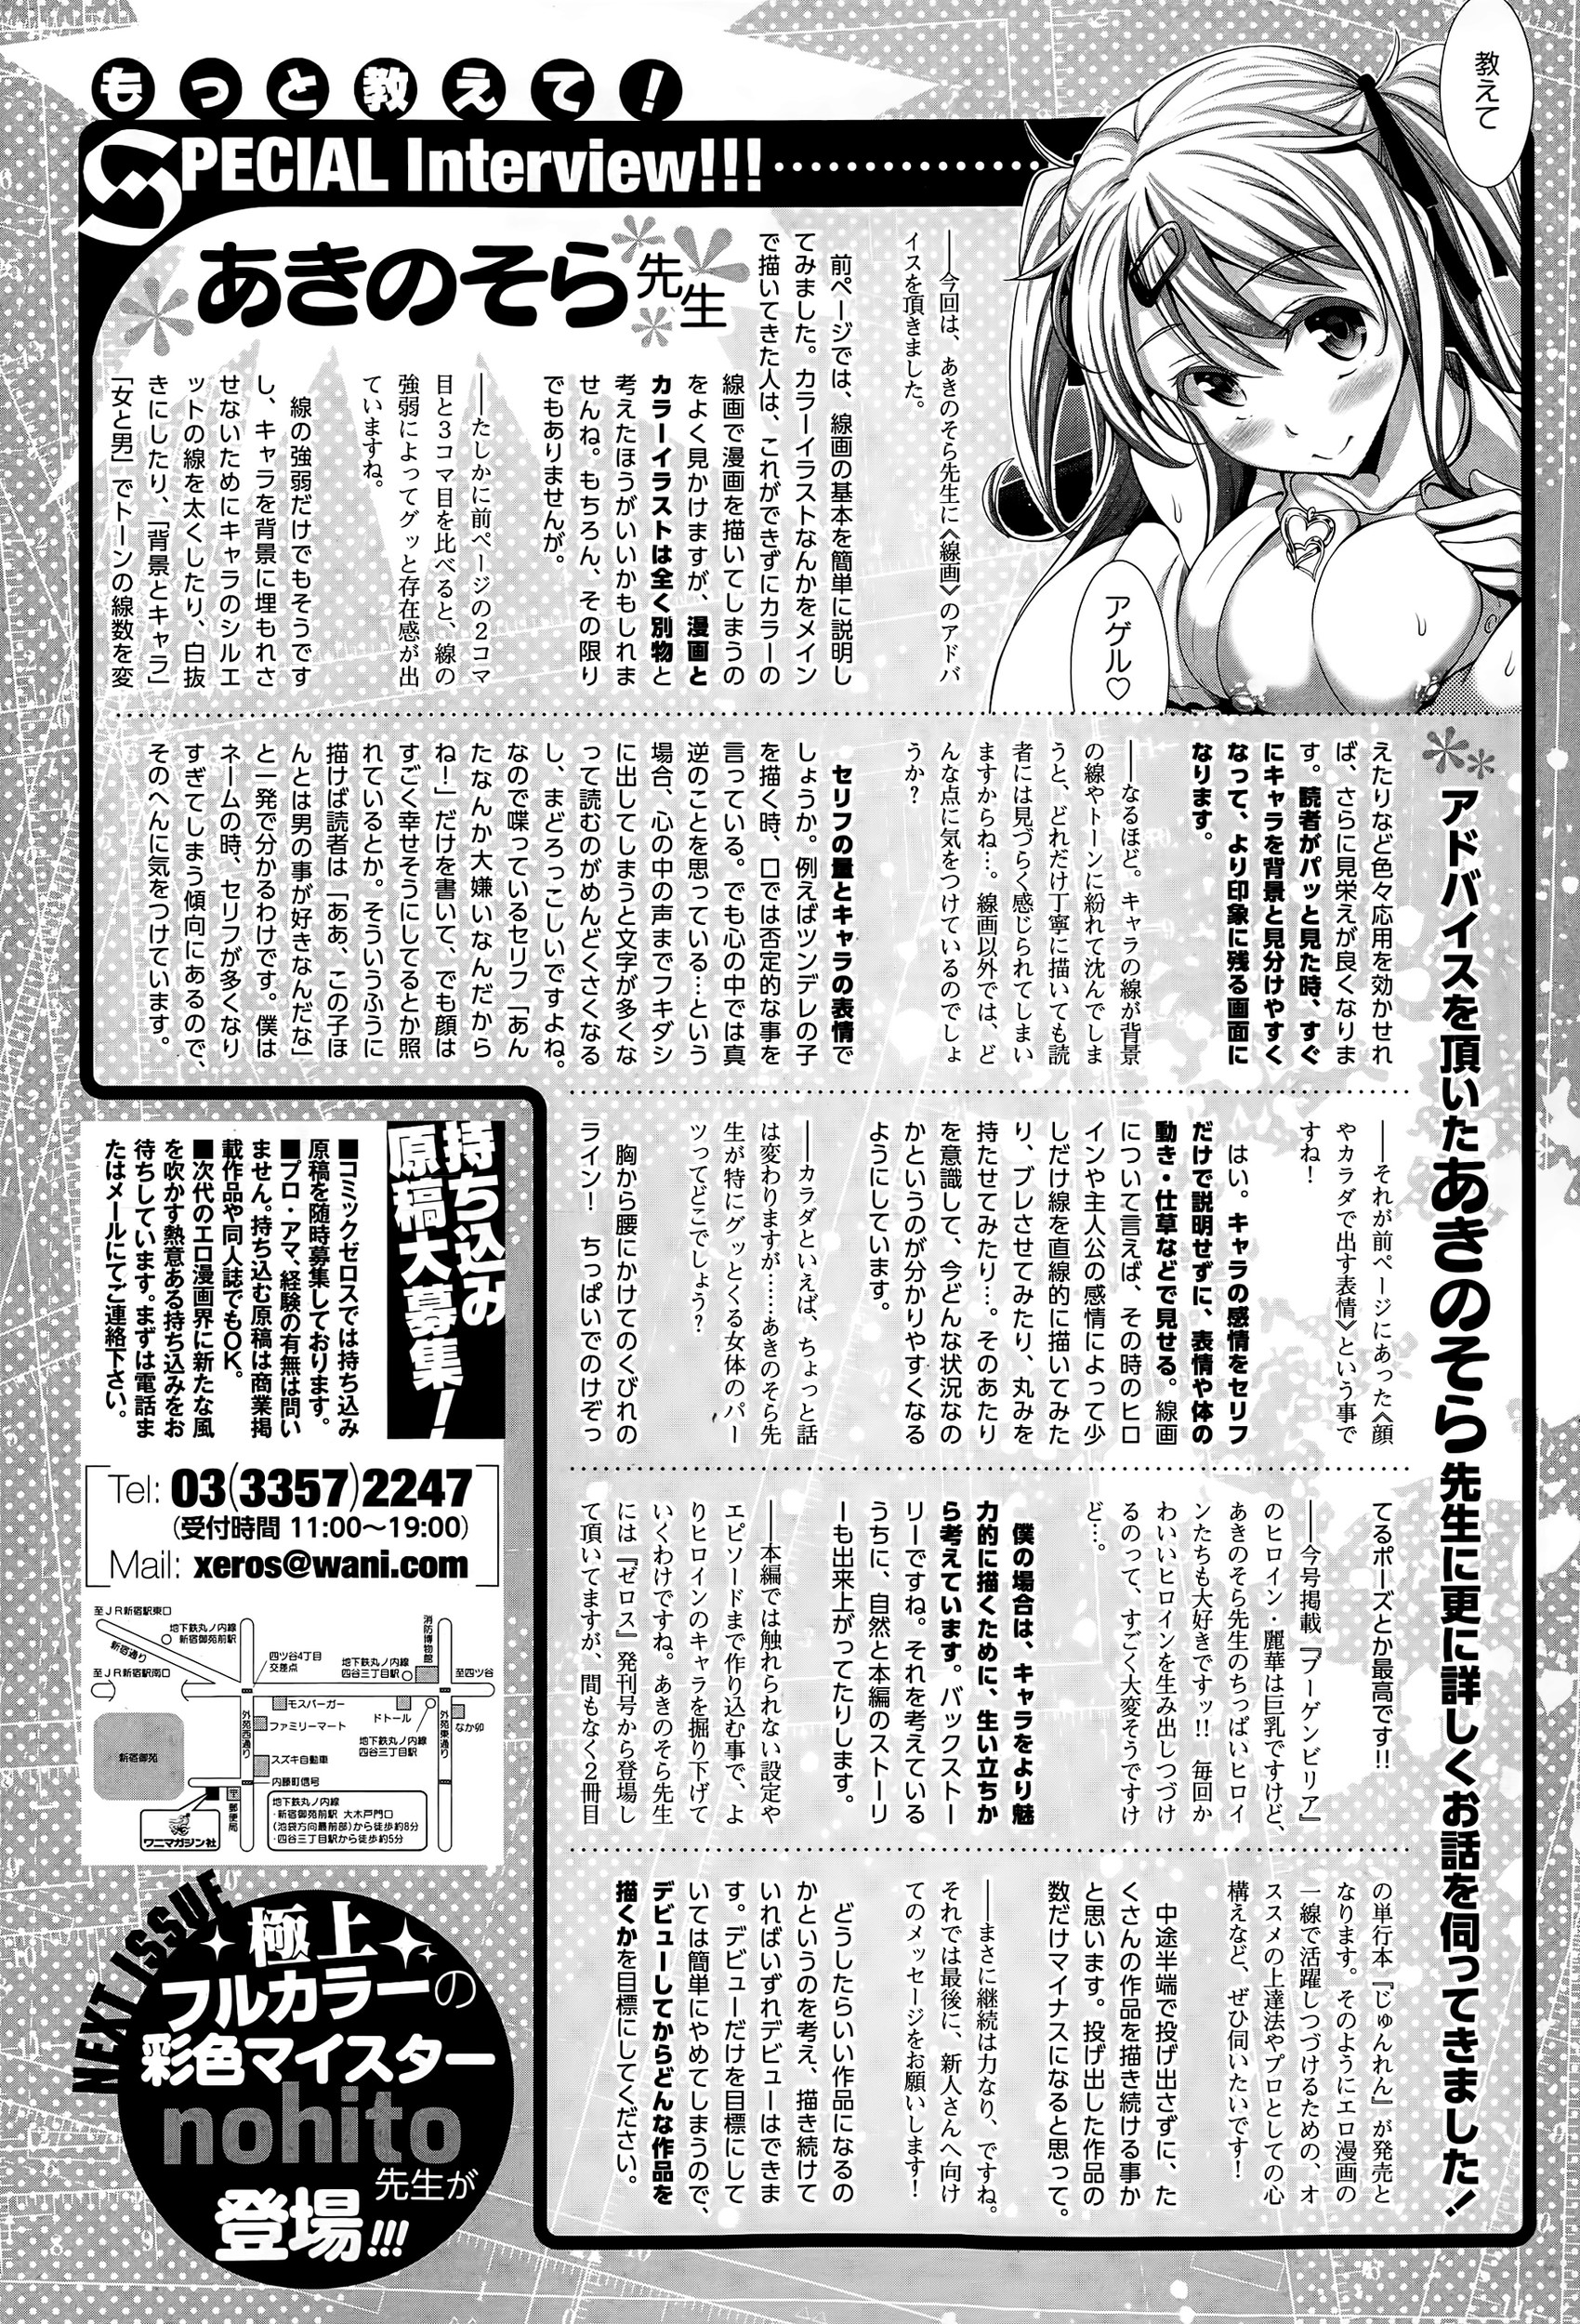 もっと教えて!
SPECIAL Interview!!!
あきのそら先生
教えて
アゲル♡
アドバイスを頂いたあきのそら先生に更に詳しくお話を伺ってきました!
――今回は、あきのそら先生に《線画》のアドバ
イスを頂きました。
前ページでは、線画の基本を簡単に説明し
てみました。カラーイラストなんかをメイン
で描いてきた人は、これができずにカラーの
線画で漫画を描いてしまうの
をよく見かけますが、漫画と
カラーイラストは全く別物と
考えたほうがいいかもしれま
せんね。もちろん、その限り
でもありませんが。
――たしかに前ページの2コマ
目と3コマ目を比べると、線の
強弱によってグッと存在感が出
ていますね。
線の強弱だけでもそうです
し、キャラを背景に埋もれさ
せないためにキャラのシルエ
ットの線を太くしたり、白抜
きにしたり、「背景とキャラ」
「女と男」でトーンの線数を変
えたりなど色々応用を効かせれ
ば、さらに見栄えが良くなりま
す。読者がパッと見た時、すぐ
にキャラを背景と見分けやすく
なって、より印象に残る画面に
なります。
――なるほど。キャラの線が背景
の線やトーンに紛れて沈んでしま
うと、どれだけ丁寧に描いても読
者には見づらく感じられてしまい
ますからね…。線画以外では、ど
んな点に気をつけているのでしょ
うか?
セリフの量とキャラの表情で
しょうか。例えばツンデレの子
を描く時、口では否定的な事を
言っている。でも心の中では真
逆のことを思っている…という
場合、心の中の声までフキダシ
に出してしまうと文字が多くな
って読むのがめんどくさくなる
し、まどろっこしいですよね。
なので喋っているセリフ「あん
たなんか大嫌いなんだから
ね!」だけを書いて、でも顔は
すごく幸せそうにしてるとか照
れているとか。そういうふうに
描けば読者は「ああ、この子ほ
んとは男の事が好きなんだな」
と一発で分かるわけです。僕は
ネームの時、セリフが多くなり
すぎてしまう傾向にあるので、
そのへんに気をつけています。
――それが前ページにあった《顔
やカラダで出す表情》という事で
すね!
はい。キャラの感情をセリフ
だけで説明せずに、表情や体の
動き・仕草などで見せる。線画
について言えば、その時のヒロ
インや主人公の感情によって少
しだけ線を直線的に描いてみた
り、ブレさせてみたり、丸みを
持たせてみたり…。そのあたり
を意識して、今どんな状況なの
かというのが分かりやすくなる
ようにしています。
――カラダといえば、ちょっと話
は変わりますが……あきのそら先
生が特にグッとくる女体のパー
ツってどこでしょう?
胸から腰にかけてのくびれの
ライン! ちっぱいでのけぞっ
てるポーズとか最高です!!
――今号掲載『ブーゲンビリア』
のヒロイン・麗華は巨乳ですけど、
あきのそら先生のちっぱいヒロイ
ンたちも大好きですッ!! 毎回か
わいいヒロインを生み出しつづけ
るのって、すごく大変そうですけ
ど…。
僕の場合は、キャラをより魅
力的に描くために、生い立ちか
ら考えています。バックストー
リーですね。それを考えている
うちに、自然と本編のストーリ
ーも出来上がってたりします。
――本編では触れられない設定や
エピソードまで作り込む事で、よ
りヒロインのキャラを掘り下げて
いくわけですね。あきのそら先生
には『ゼロス』発刊号から登場し
て頂いてますが、間もなく2冊目
の単行本『じゅんれん』が発売と
なります。そのようにエロ漫画の
一線で活躍しつづけるための、オ
ススメの上達法やプロとしての心
構えなど、ぜひ伺いたいです!
中途半端で投げ出さずに、た
くさんの作品を描き続ける事か
と思います。投げ出した作品の
数だけマイナスになると思って。
――まさに継続は力なり、ですね。
それでは最後に、新人さんへ向け
てのメッセージをお願いします!
どうしたらいい作品になるの
かというのを考え、描き続けて
いればいずれデビューはできま
す。デビューだけを目標にして
いては簡単にやめてしまうので、
デビューしてからどんな作品を
描くかを目標にしてください。
持ち込み
原稿大募集!
■コミックゼロスでは持ち込み
原稿を随時募集しております。
■プロ・アマ、経験の有無は問い
ません。持ち込む原稿は商業掲
載作品や同人誌でもOK。
■次代のエロ漫画界に新たな風
を吹かす熱意ある持ち込みをお
待ちしています。まずは電話ま
たはメールにてご連絡下さい。
Tel: 03(3357)2247
(受付時間 11:00〜19:00)
Mail: xeros@wani.com
至JR新宿駅東口
地下鉄丸ノ内線
新宿御苑前駅
新宿通り
至JR新宿駅南口
四ツ谷4丁目
交差点
消防博物館
地下鉄丸ノ内線
四谷三丁目駅
至四ツ谷
モスバーガー
ファミリーマート
ドトール
なか卯
地下鉄丸ノ内線
四谷三丁目駅
外苑西通り
外苑東通り
新宿御苑
スズキ自動車
内藤町信号
〒郵便局
ワニマガジン社
地下鉄丸ノ内線
・新宿御苑前駅 大木戸門口
(池袋方向最前部)から徒歩約8分
・四谷三丁目駅から徒歩約5分
NEXT ISSUE
極上
フルカラーの
彩色マイスター
nohito
先生が
登場!!!